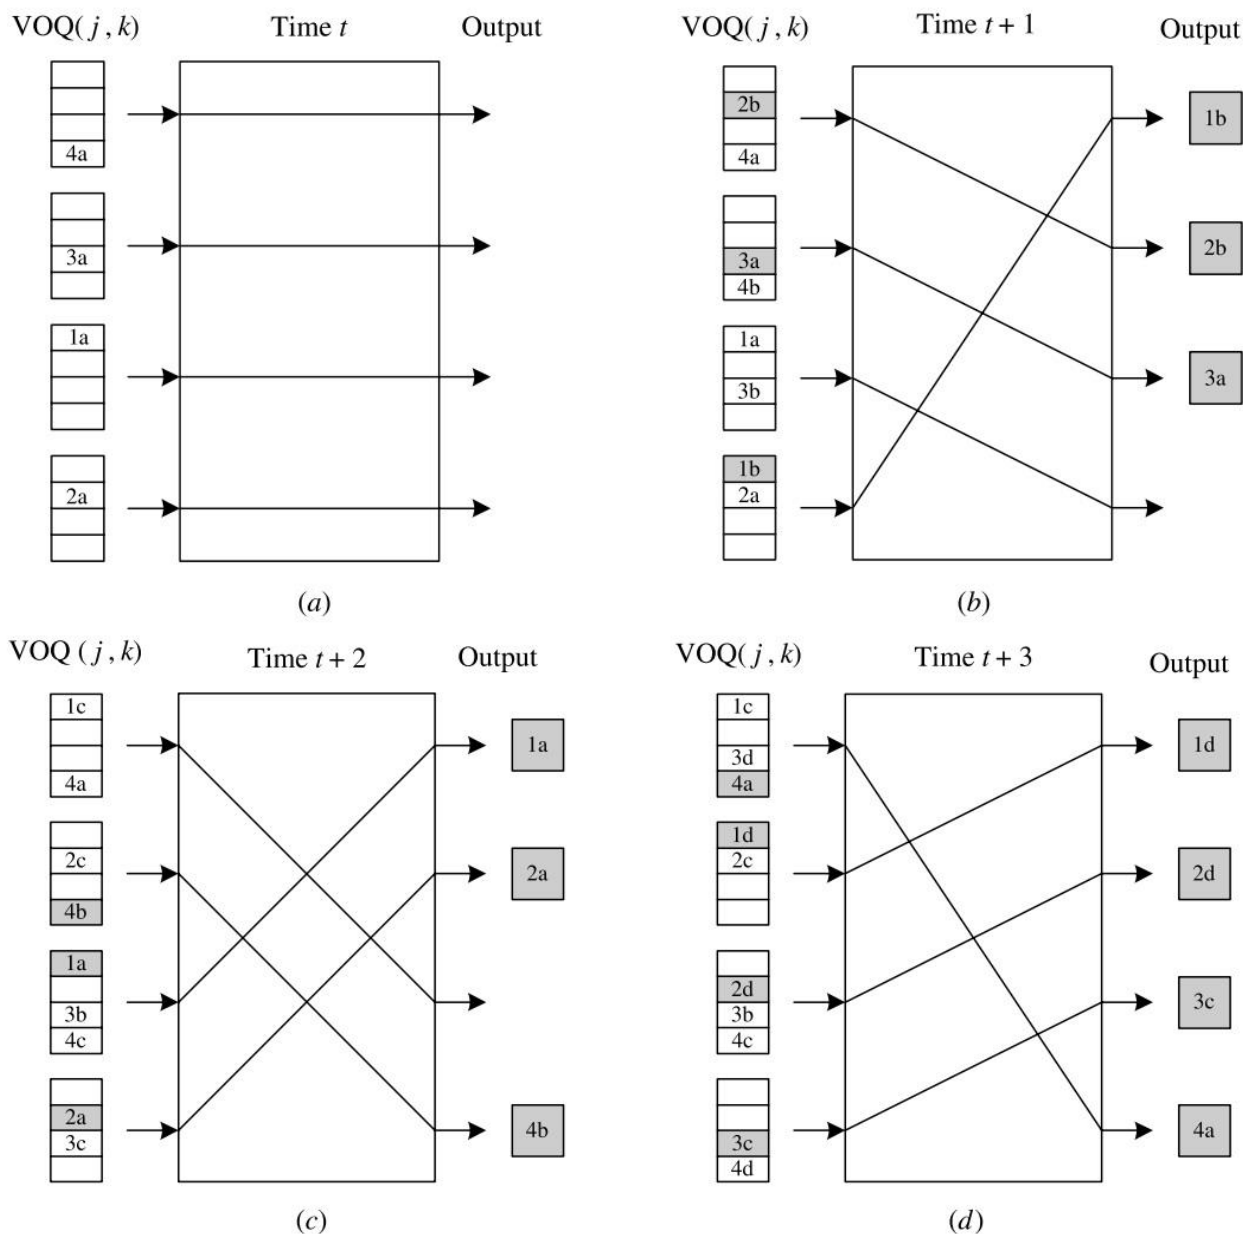 VOQ(j, k) Time t Output
4a
3a
1a
2a
(a)
VOQ(j, k) Time t + 1 Output
2b
4a
3a
4b
1a
3b
1b
2a
1b
2b
3a
(b)
VOQ (j, k) Time t + 2 Output
1c
4a
2c
4b
1a
3b
4c
2a
3c
1a
2a
4b
(c)
VOQ(j, k) Time t + 3 Output
1c
3d
4a
1d
2c
2d
3b
4c
3c
4d
1d
2d
3c
4a
(d)